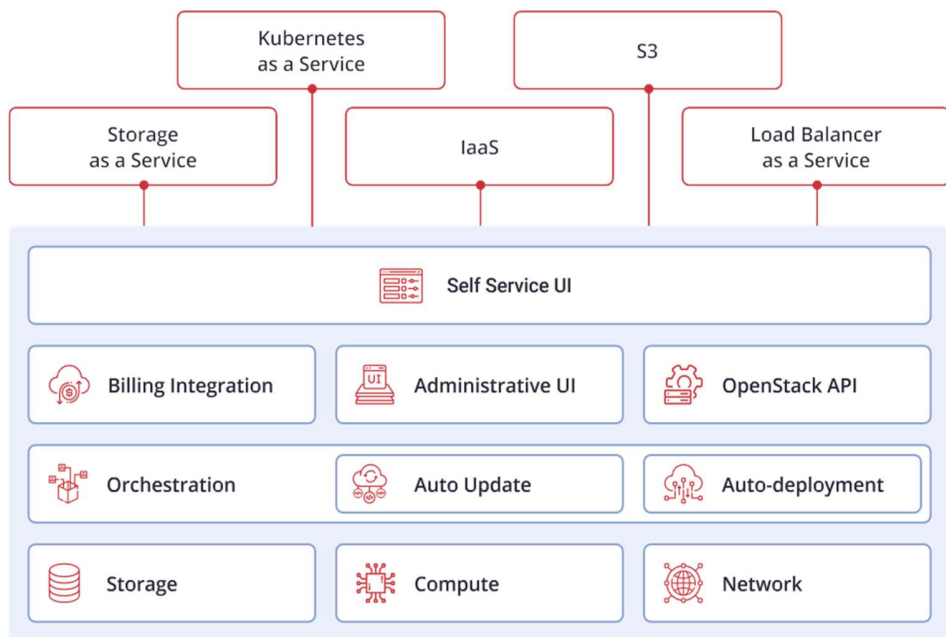 Kubernetes
as a Service
S3
Storage
as a Service
IaaS
Load Balancer
as a Service
Self Service UI
Billing Integration
UI
Administrative UI
OpenStack API
Orchestration
Auto Update
Auto-deployment
Storage
Compute
Network